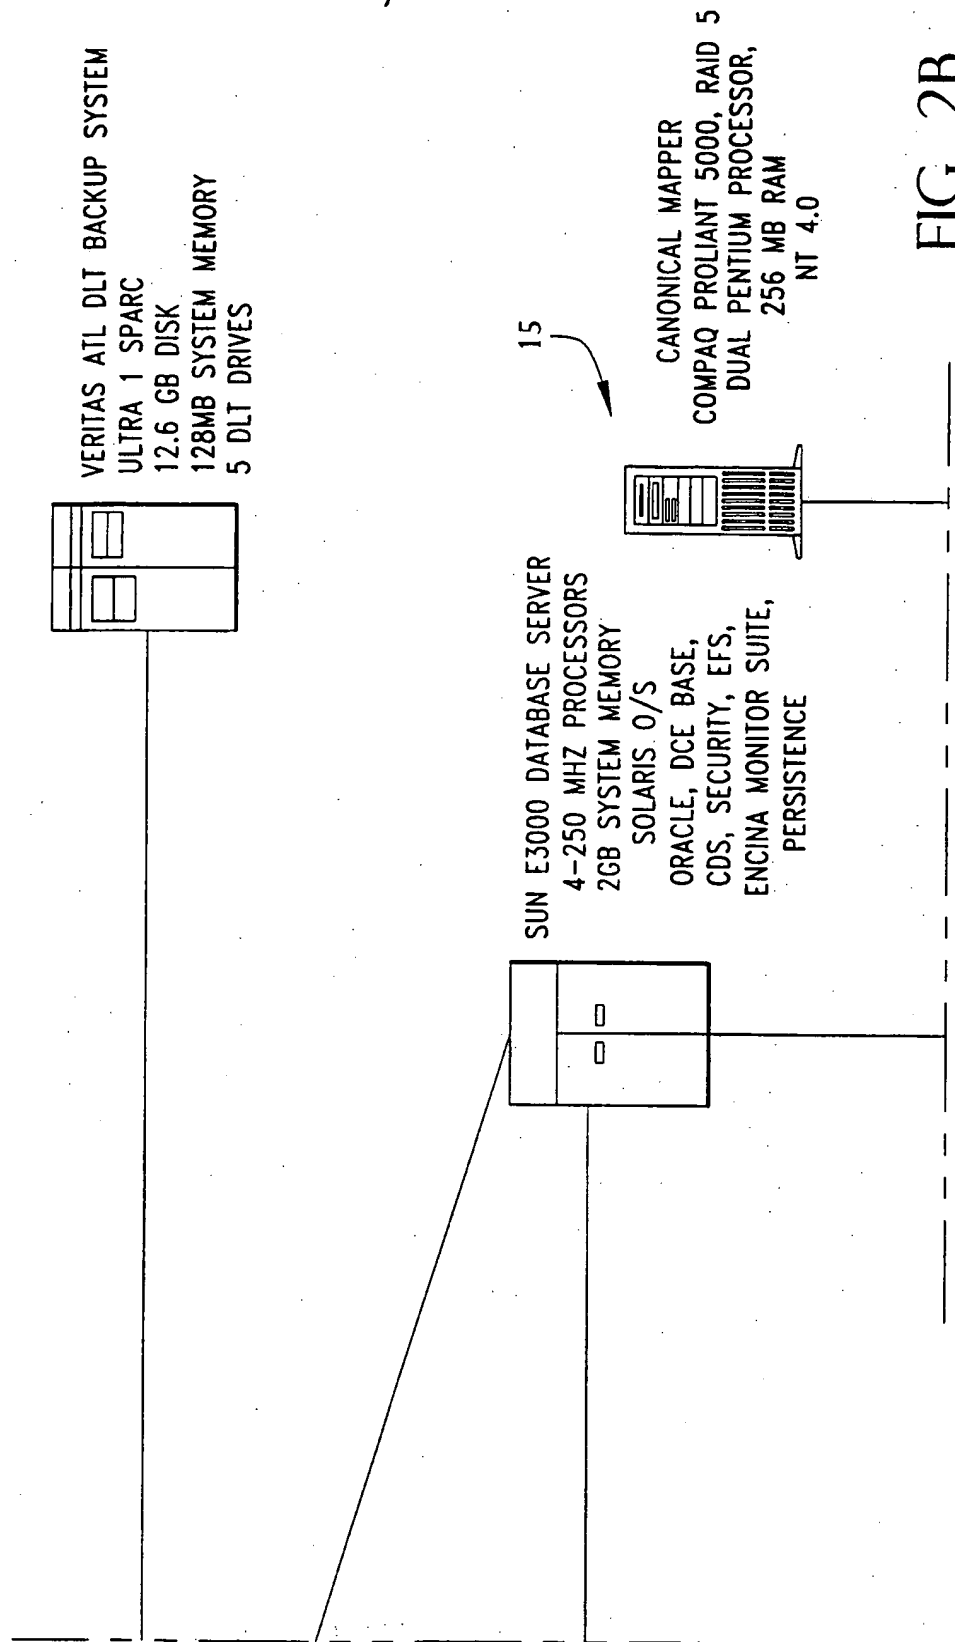 VERITAS ATL DLT BACKUP SYSTEM
ULTRA 1 SPARC
12.6 GB DISK
128MB SYSTEM MEMORY
5 DLT DRIVES
SUN E3000 DATABASE SERVER
4-250 MHZ PROCESSORS
2GB SYSTEM MEMORY
SOLARIS O/S
ORACLE, DCE BASE,
CDS, SECURITY, EFS,
ENCINA MONITOR SUITE,
PERSISTENCE
15
CANONICAL MAPPER
COMPAQ PROLIANT 5000, RAID 5
DUAL PENTIUM PROCESSOR,
256 MB RAM
NT 4.0
FIG. 2B